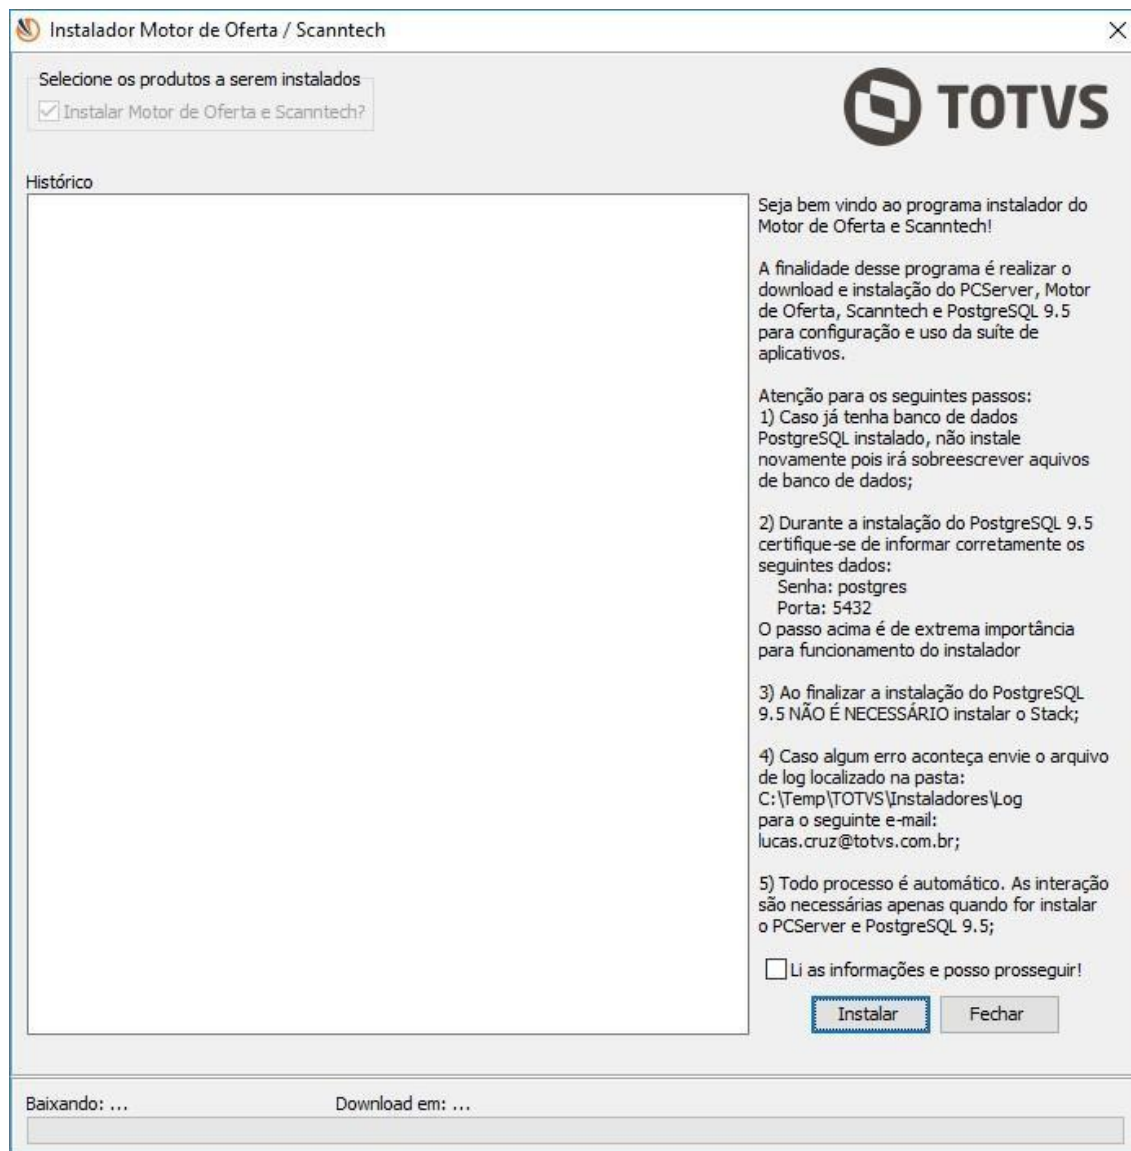 Instalador Motor de Oferta / Scanntech
Selecione os produtos a serem instalados
Instalar Motor de Oferta e Scanntech?
TOTVS
Histórico
Seja bem vindo ao programa instalador do
Motor de Oferta e Scanntech!
A finalidade desse programa é realizar o
download e instalação do PCServer, Motor
de Oferta, Scanntech e PostgreSQL 9.5
para configuração e uso da suíte de
aplicativos.
Atenção para os seguintes passos:
1) Caso já tenha banco de dados
PostgreSQL instalado, não instale
novamente pois irá sobreescrever aquivos
de banco de dados;
2) Durante a instalação do PostgreSQL 9.5
certifique-se de informar corretamente os
seguintes dados:
Senha: postgres
Porta: 5432
O passo acima é de extrema importância
para funcionamento do instalador
3) Ao finalizar a instalação do PostgreSQL
9.5 NÃO É NECESSÁRIO instalar o Stack;
4) Caso algum erro aconteça envie o arquivo
de log localizado na pasta:
C:\Temp\TOTVS\Instaladores\Log
para o seguinte e-mail:
lucas.cruz@totvs.com.br;
5) Todo processo é automático. As interação
são necessárias apenas quando for instalar
o PCServer e PostgreSQL 9.5;
Li as informações e posso prosseguir!
Instalar Fechar
Baixando: ... Download em: ...